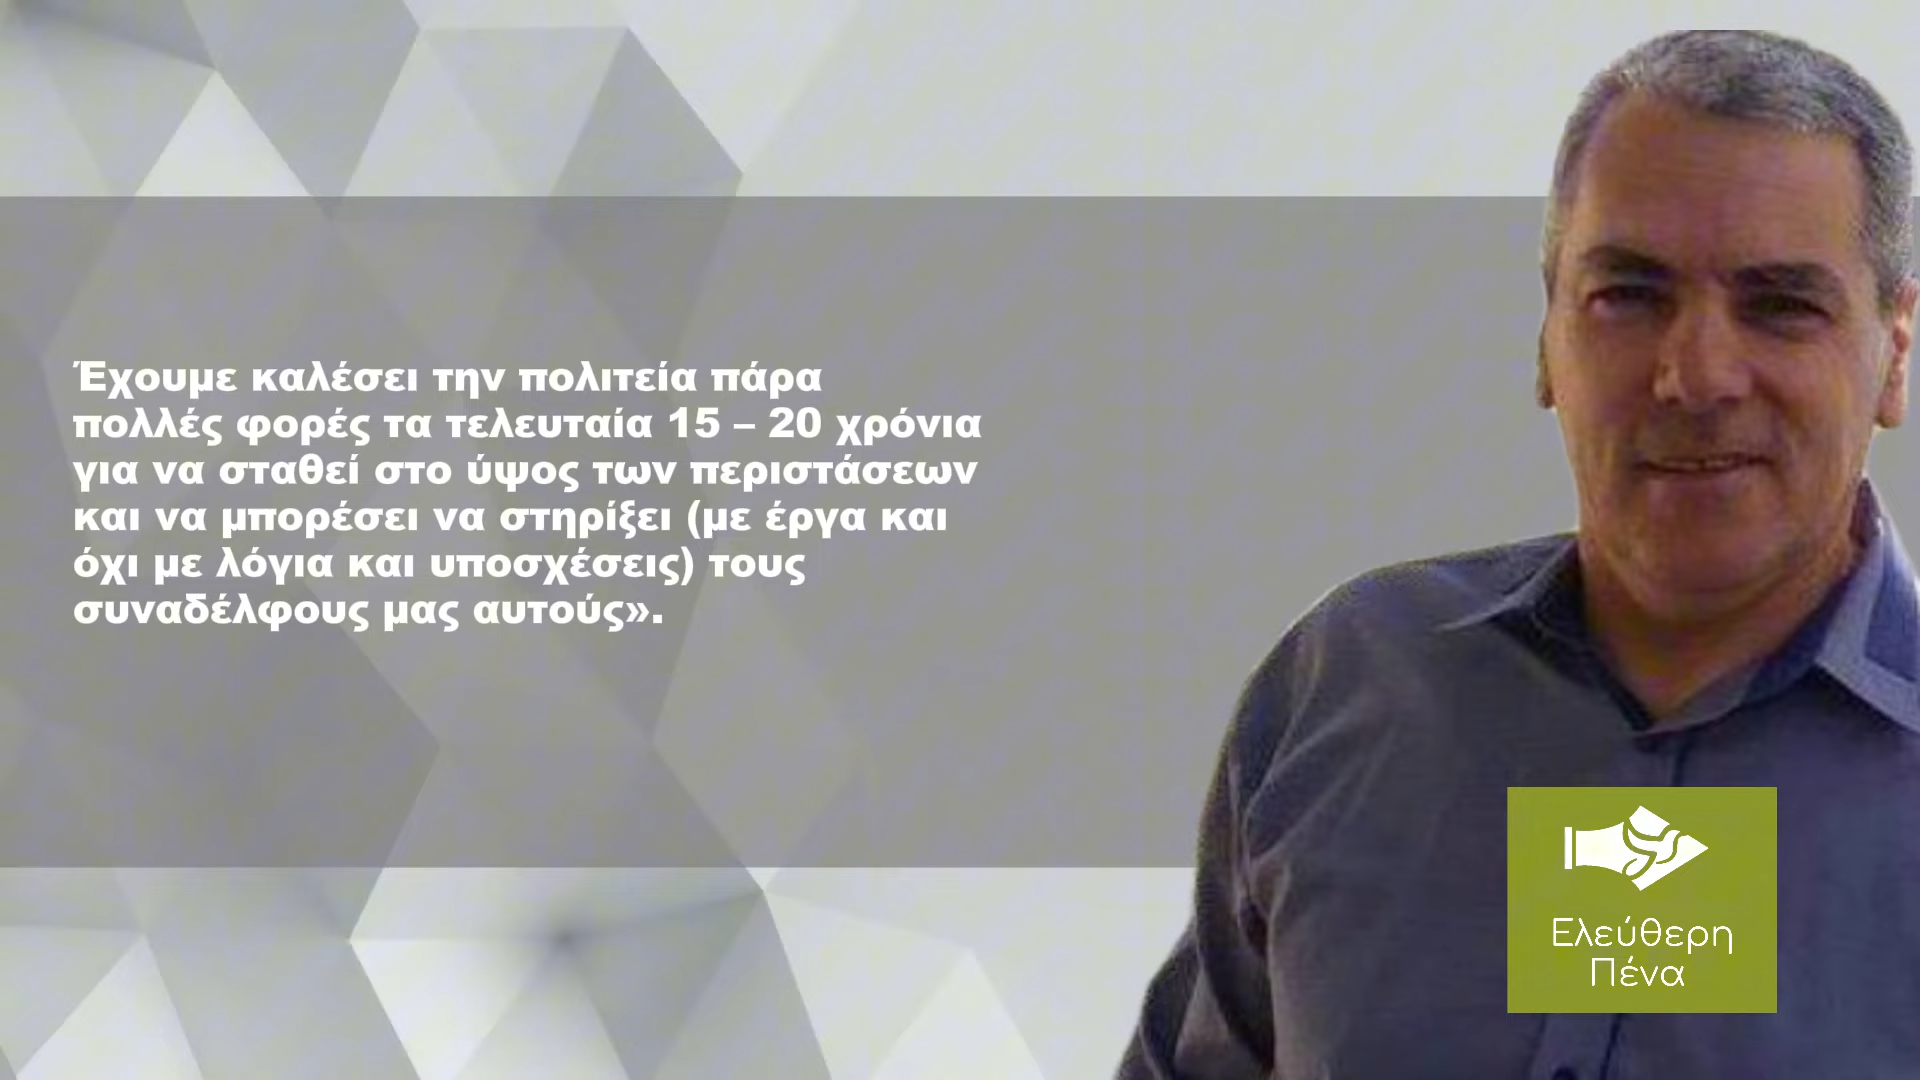 Έχουμε καλέσει την πολιτεία πάρα
πολλές φορές τα τελευταία 15 – 20 χρόνια
για να σταθεί στο ύψος των περιστάσεων
και να μπορέσει να στηρίξει (με έργα και
όχι με λόγια και υποσχέσεις) τους
συναδέλφους μας αυτούς».
Ελεύθερη
Πένα